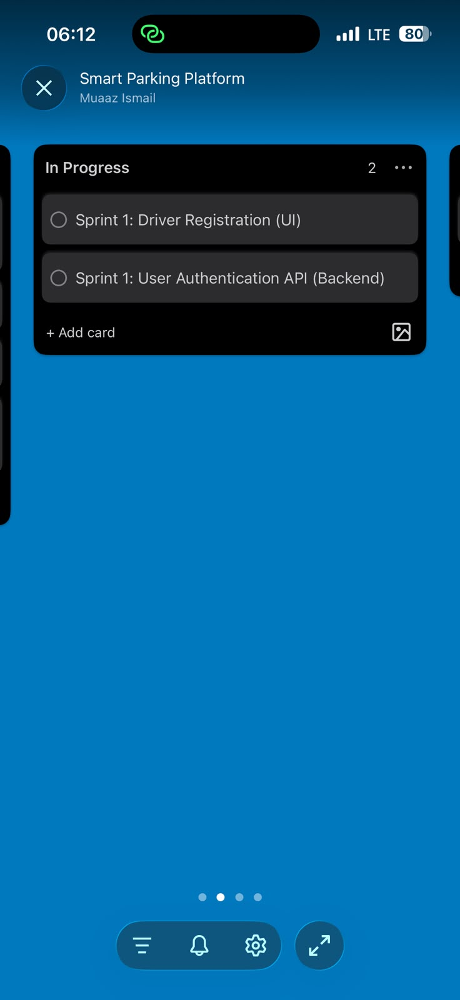 06:12
LTE
80
Smart Parking Platform
Muaaz Ismail
In Progress
2
Sprint 1: Driver Registration (UI)
Sprint 1: User Authentication API (Backend)
+ Add card